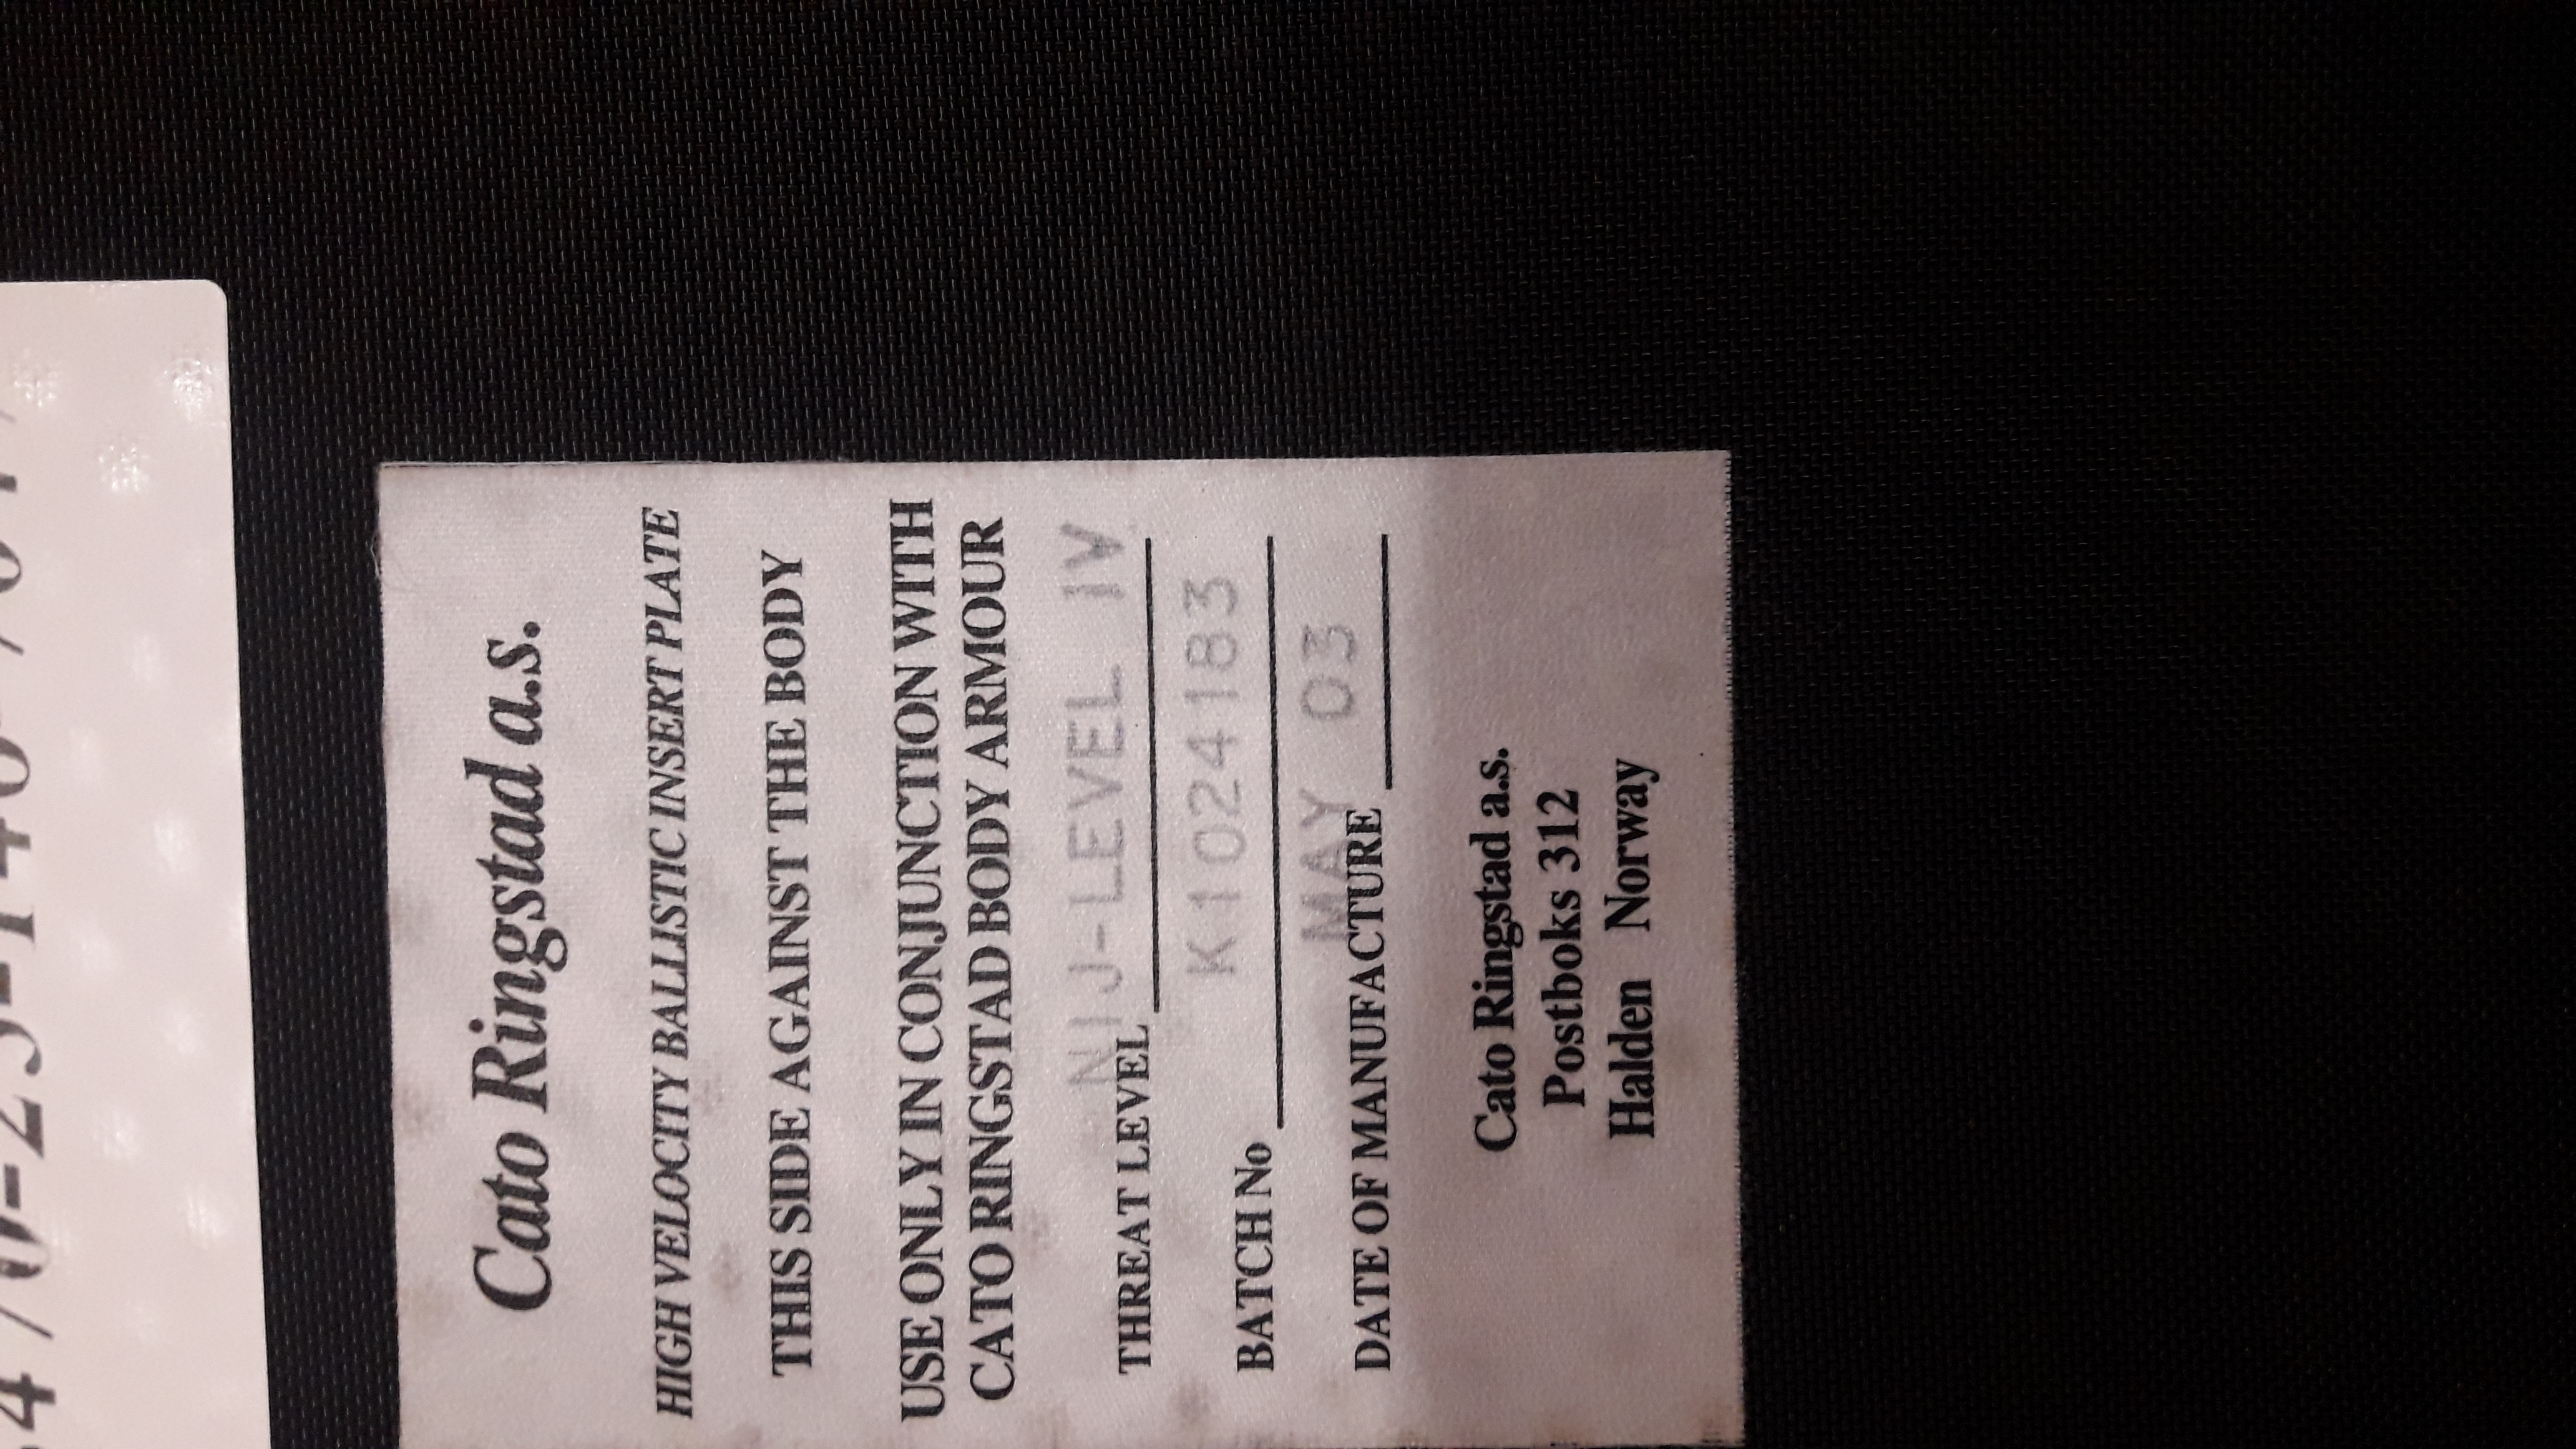 Cato Ringstad a.s.
HIGH VELOCITY BALLISTIC INSERT PLATE
THIS SIDE AGAINST THE BODY
USE ONLY IN CONJUNCTION WITH
CATO RINGSTAD BODY ARMOUR
THREAT LEVEL NIJ-LEVEL IV
BATCH No K1024183
DATE OF MANUFACTURE MAY 03
Cato Ringstad a.s.
Postbooks 312
Halden Norway